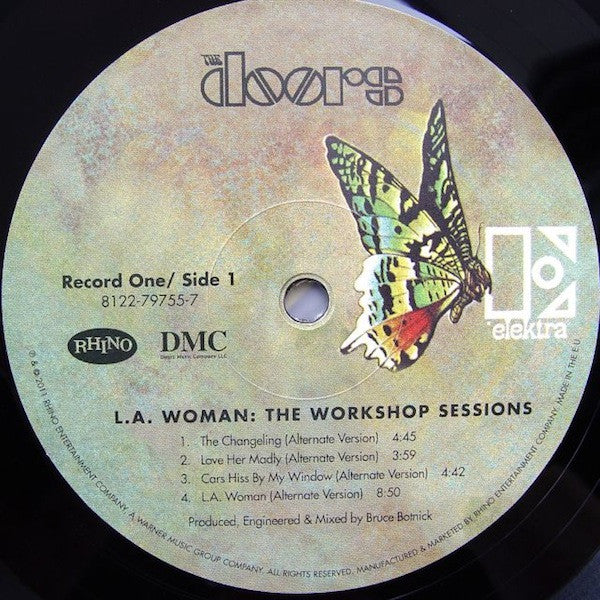 THE
doors
elektra
Record One/ Side 1
8122-79755-7
RHINO
DMC
Doors Music Company LLC
L.A. WOMAN: THE WORKSHOP SESSIONS
1. The Changeling (Alternate Version) 4:45
2. Love Her Madly (Alternate Version) 3:59
3. Cars Hiss By My Window (Alternate Version) 4:42
4. L.A. Woman (Alternate Version) 8:50
Produced, Engineered & Mixed by Bruce Botnick
℗ & © 2011 RHINO ENTERTAINMENT COMPANY, A WARNER MUSIC GROUP COMPANY. ALL RIGHTS RESERVED. MANUFACTURED & MARKETED BY RHINO ENTERTAINMENT COMPANY. MADE IN THE E.U.